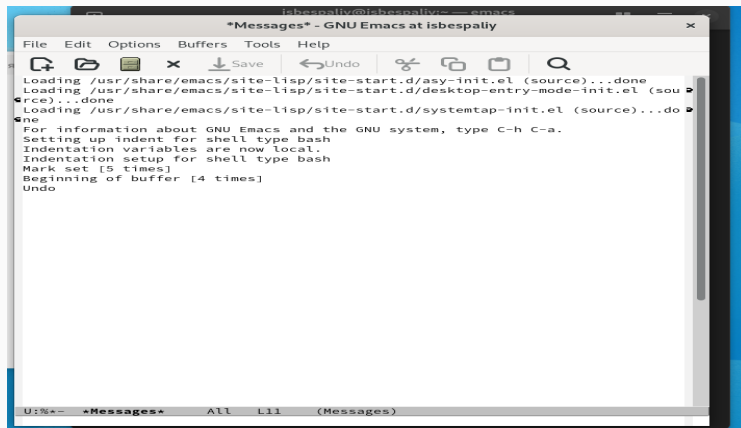 isbespaliy@isbespaliy:~ — emacs
*Messages* - GNU Emacs at isbespaliy
File Edit Options Buffers Tools Help
Save Undo
Loading /usr/share/emacs/site-lisp/site-start.d/asy-init.el (source)...done
Loading /usr/share/emacs/site-lisp/site-start.d/desktop-entry-mode-init.el (sou
rce)...done
Loading /usr/share/emacs/site-lisp/site-start.d/systemtap-init.el (source)...do
ne
For information about GNU Emacs and the GNU system, type C-h C-a.
Setting up indent for shell type bash
Indentation variables are now local.
Indentation setup for shell type bash
Mark set [5 times]
Beginning of buffer [4 times]
Undo
U:%*- *Messages* All L11 (Messages)